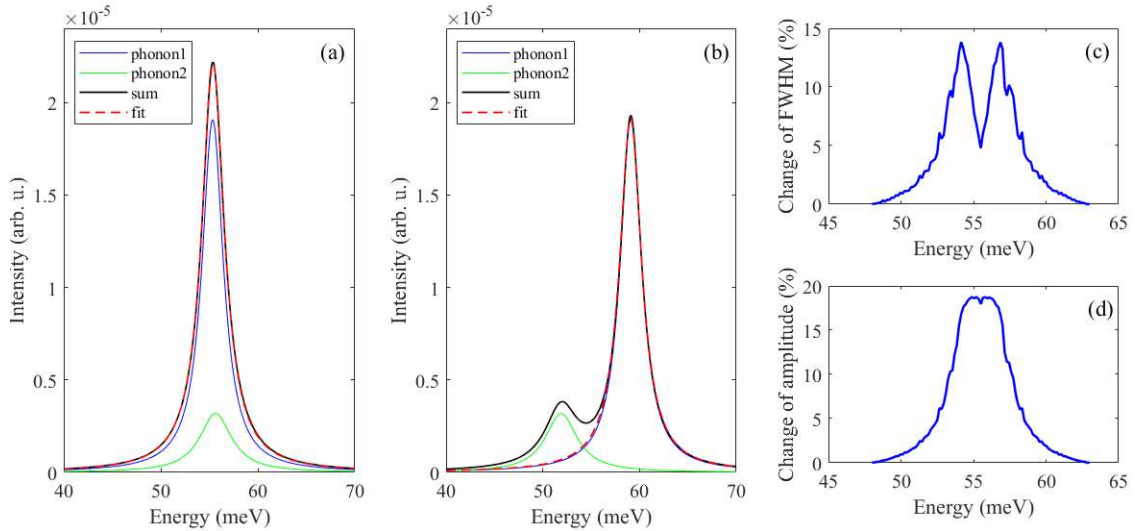 ×10⁻⁵
(a)
phonon1
phonon2
sum
fit
Intensity (arb. u.)
2
1.5
1
0.5
0
40 50 60 70
Energy (meV)
×10⁻⁵
(b)
phonon1
phonon2
sum
fit
Intensity (arb. u.)
2
1.5
1
0.5
0
40 50 60 70
Energy (meV)
(c)
Change of FWHM (%)
15
10
5
0
45 50 55 60 65
Energy (meV)
(d)
Change of amplitude (%)
20
15
10
5
0
45 50 55 60 65
Energy (meV)